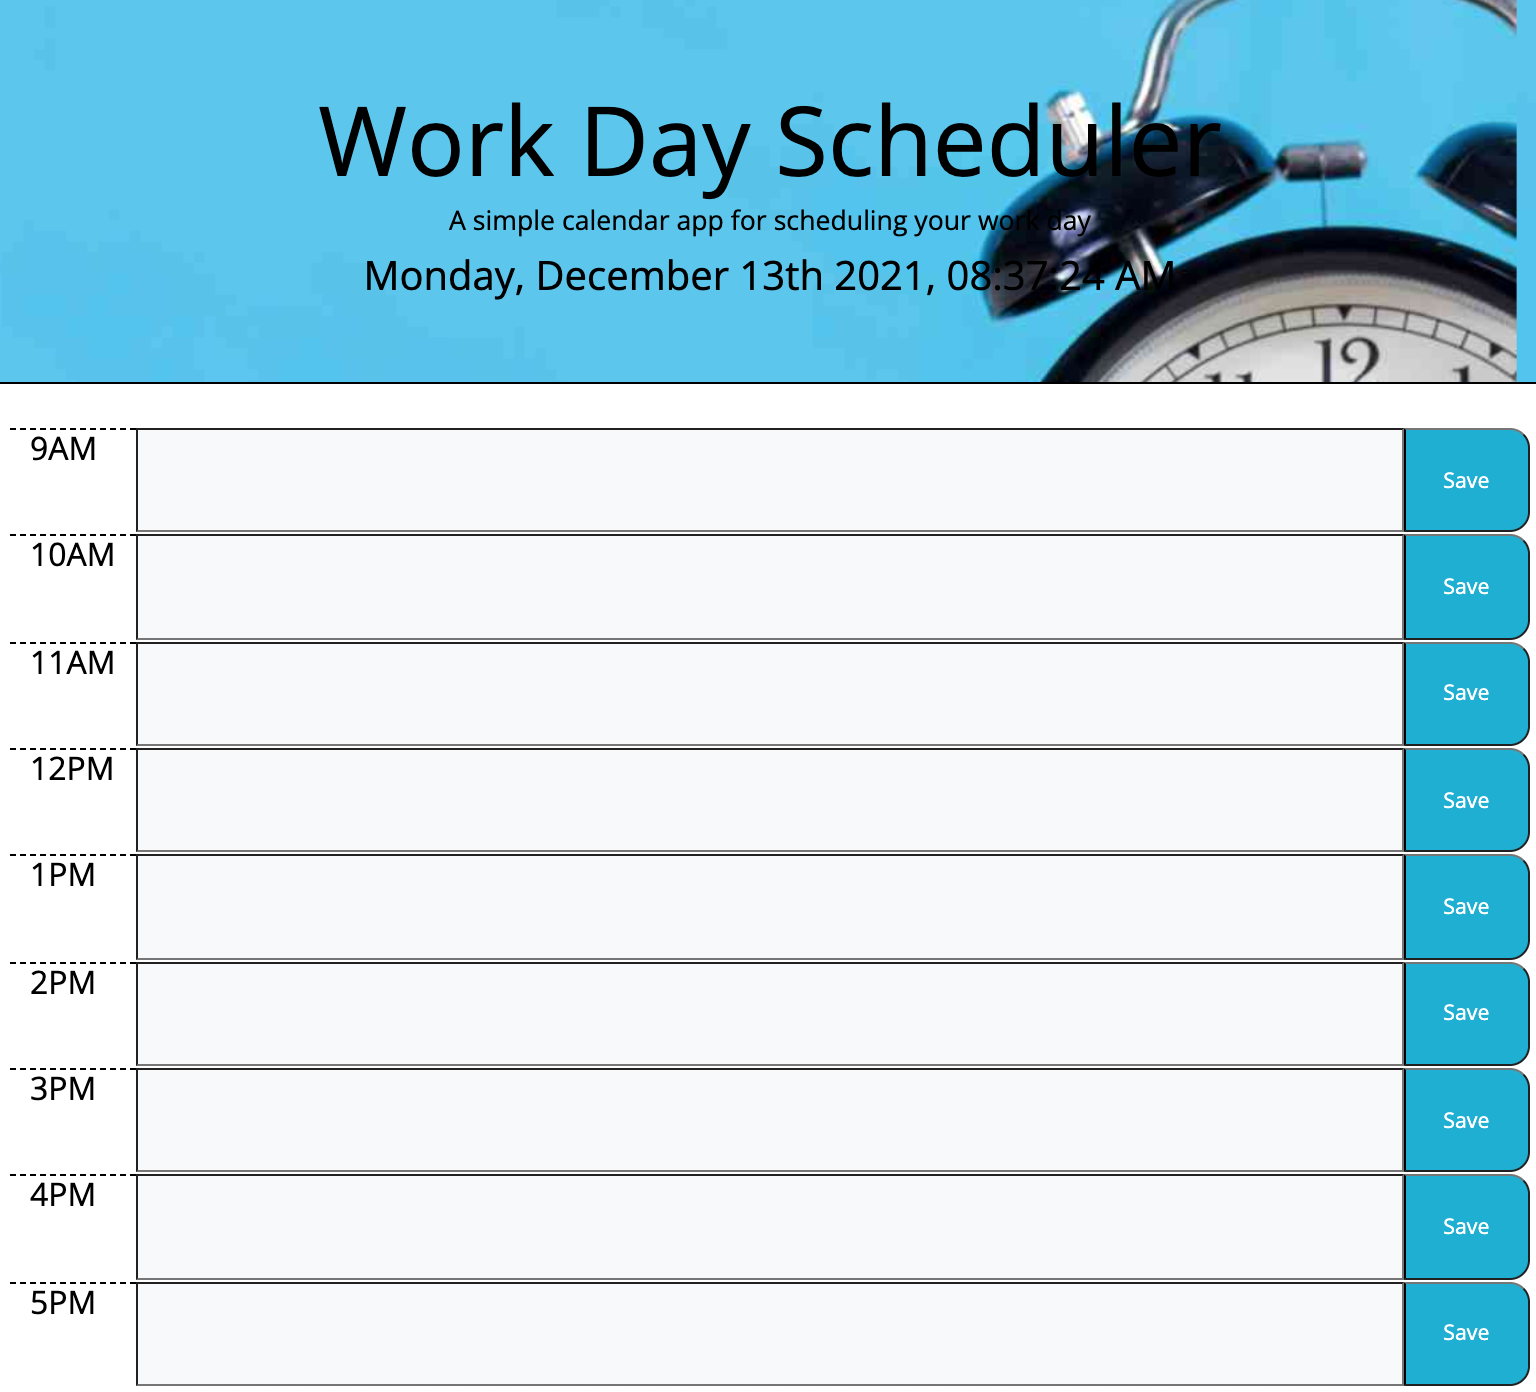 Work Day Scheduler
A simple calendar app for scheduling your work day
Monday, December 13th 2021, 08:37:24 AM
12
9AM
Save
10AM
Save
11AM
Save
12PM
Save
1PM
Save
2PM
Save
3PM
Save
4PM
Save
5PM
Save